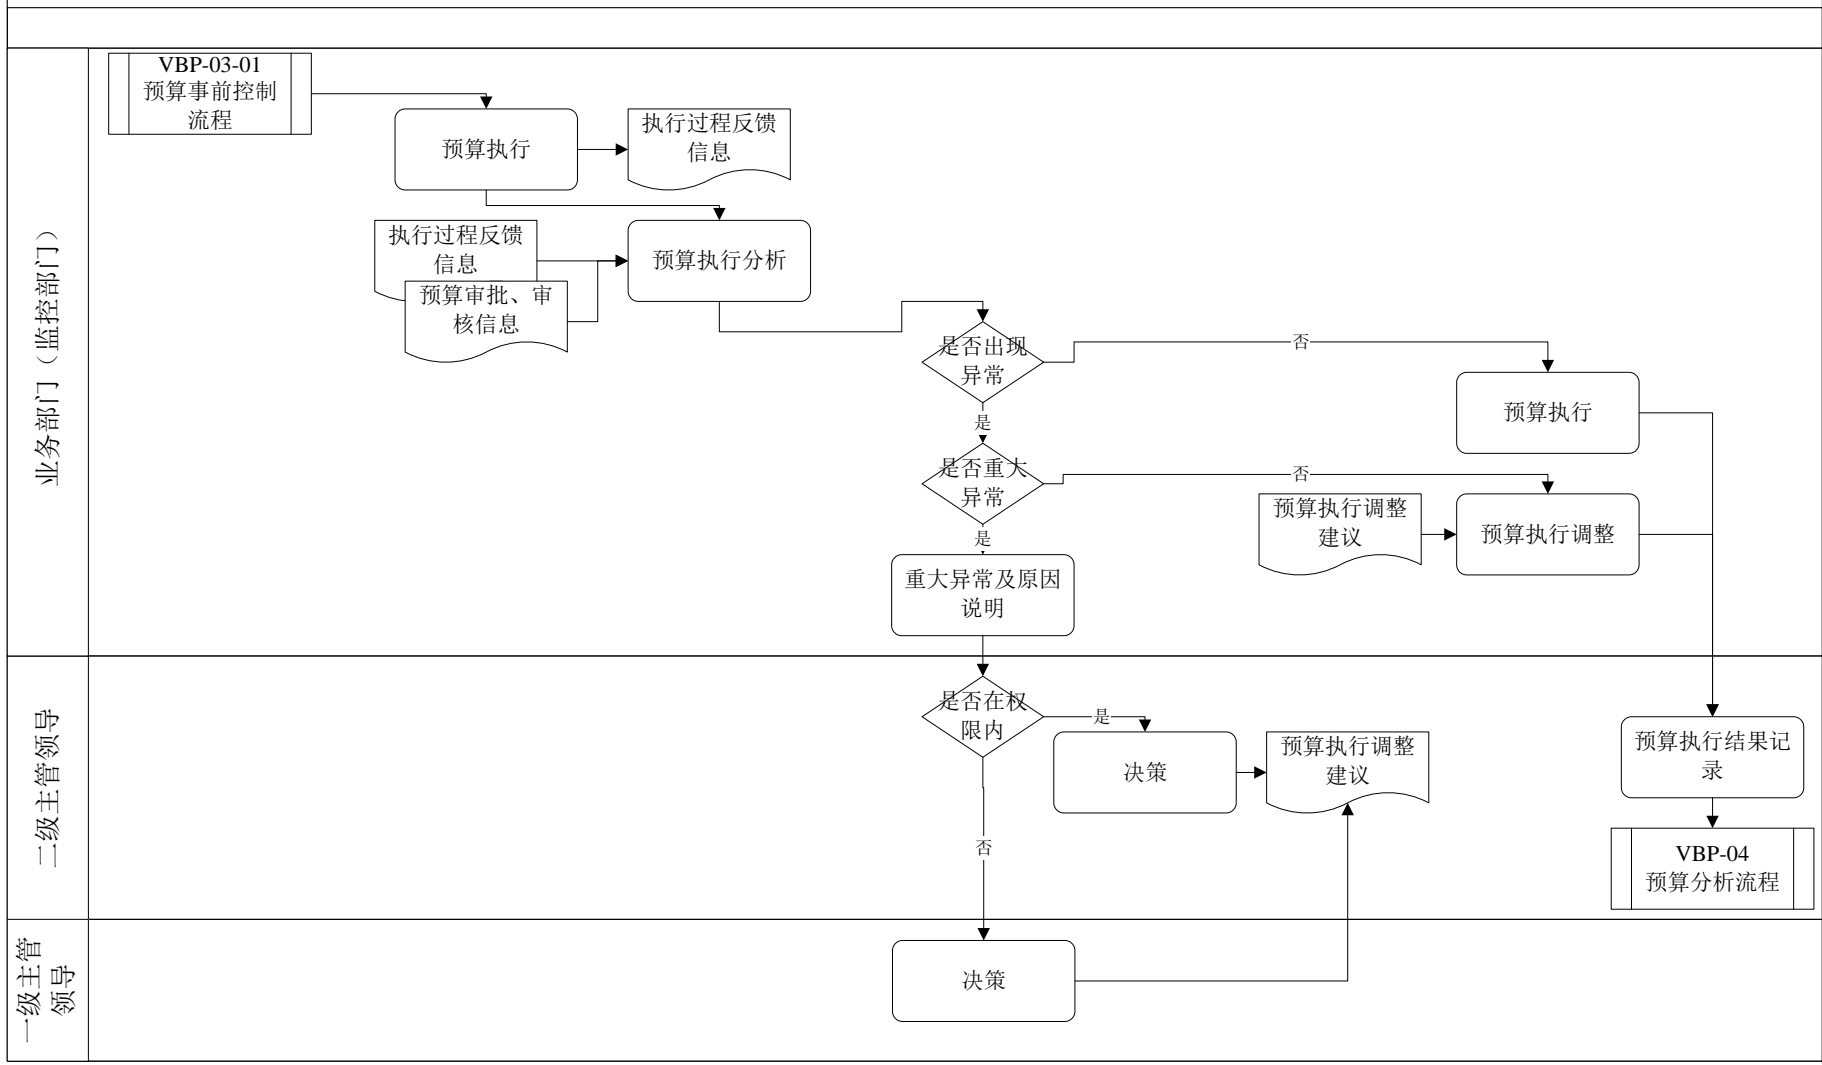 业务部门（监控部门）
VBP-03-01
预算事前控制
流程
预算执行
执行过程反馈
信息
执行过程反馈
信息
预算审批、审
核信息
预算执行分析
是否出现
异常
否
预算执行
是
是否重大
异常
否
预算执行调整
建议
预算执行调整
是
重大异常及原因
说明
二级主管领导
是否在权
限内
是
决策
预算执行调整
建议
预算执行结果记
录
否
VBP-04
预算分析流程
一级主管
领导
决策